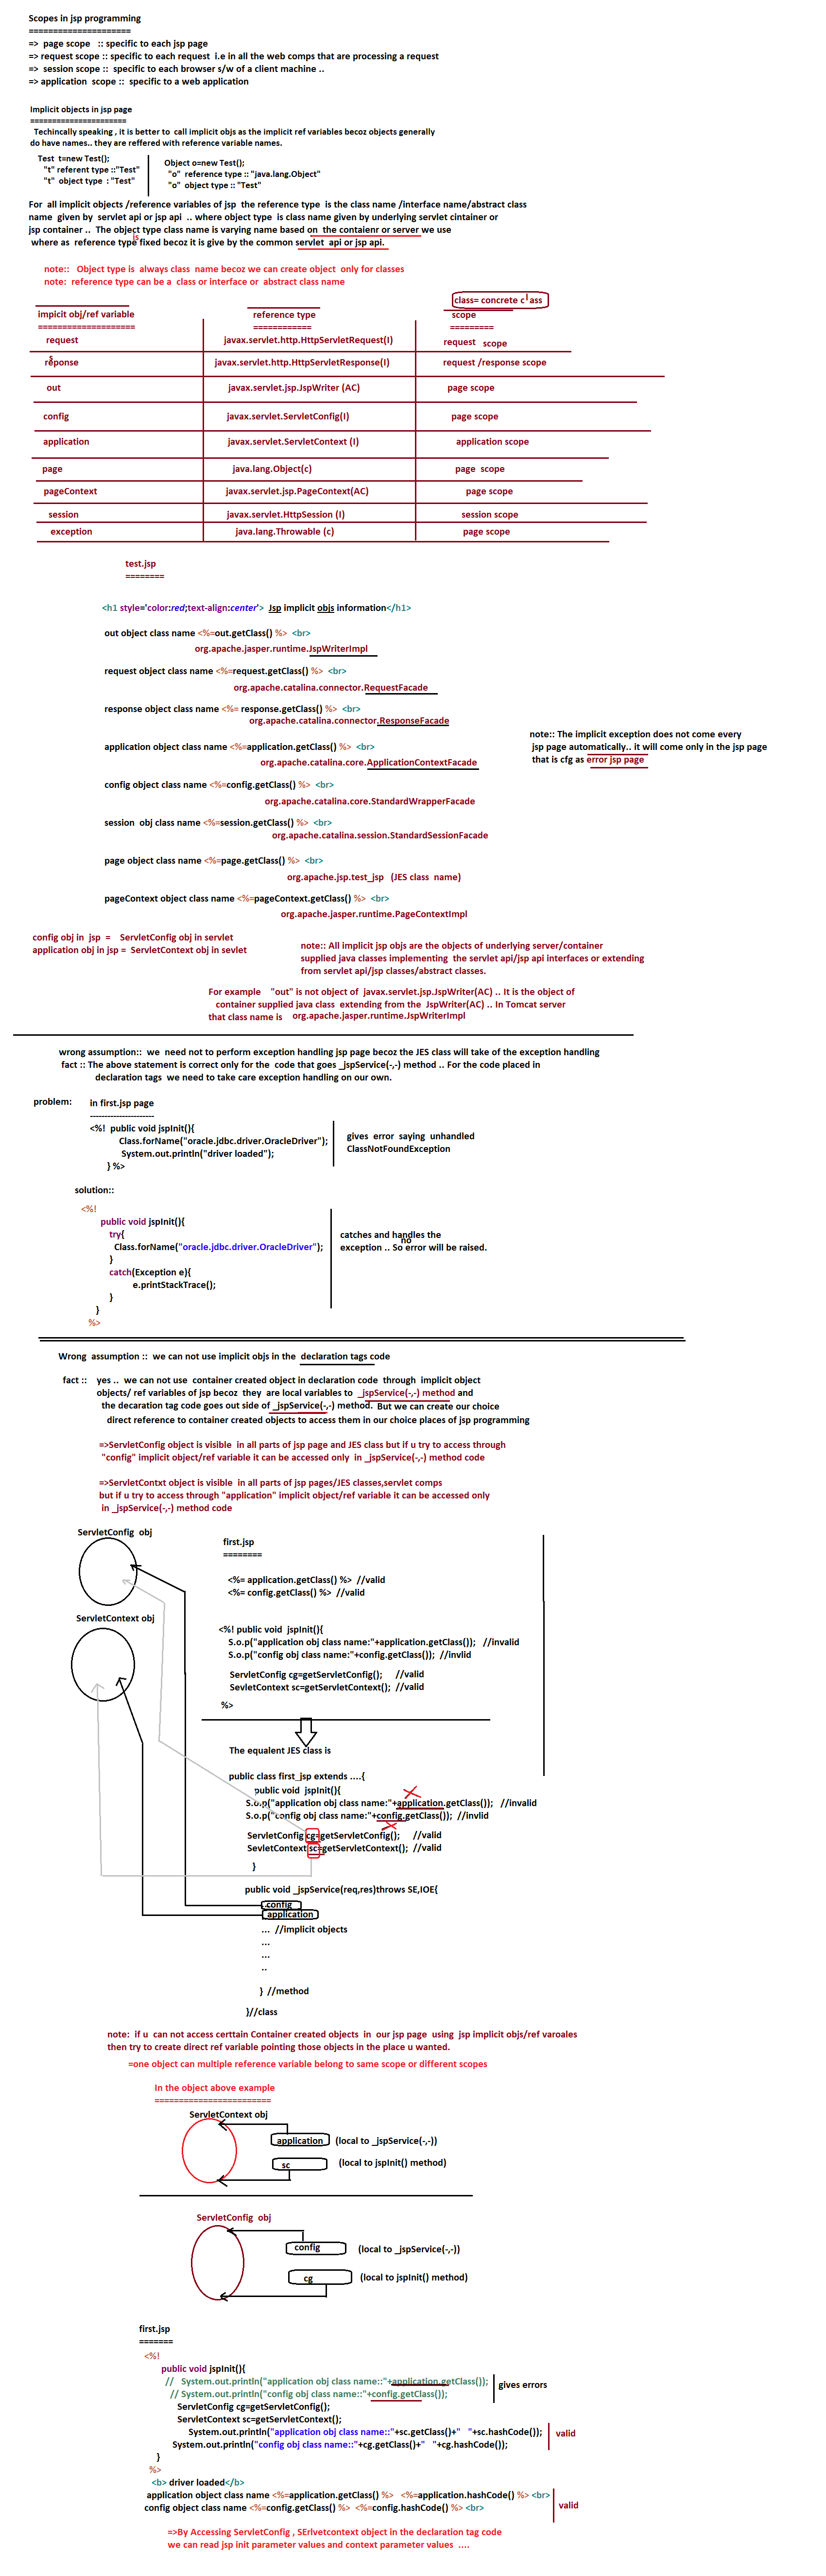 Scopes in jsp programming
=====================
=>  page scope   :: specific to each jsp page
=> request scope :: specific to each request  i.e in all the web comps that are processing a request
=>  session scope ::  specific to each browser s/w of a client machine ..
=> application  scope ::  specific to a web application
Implicit objects in jsp page
======================
Techincally speaking , it is better to  call implicit objs as the implicit ref variables becoz objects generally
do have names.. they are reffered with reference variable names.
Test  t=new Test();
"t" referent type ::"Test"
"t"  object type  : "Test"
Object o=new Test();
"o"  reference type :: "java.lang.Object"
"o"  object type :: "Test"
For  all implicit objects /reference variables of jsp  the reference type  is the class name /interface name/abstract class
name  given by  servlet api or jsp api  .. where object type  is class name given by underlying servlet cintainer or
jsp container ..  The object type class name is varying name based on  the contaienr or server we use
where as  reference type is fixed becoz it is give by the common servlet  api or jsp api.
note::   Object type is  always class  name becoz we can create object  only for classes
note:  reference type can be a  class or interface or  abstract class name
class= concrete class
impicit obj/ref variable    reference type    scope
====================    ============    =========
request    javax.servlet.http.HttpServletRequest(I)    request  scope
reponse    javax.servlet.http.HttpServletResponse(I)    request /response scope
s
out    javax.servlet.jsp.JspWriter (AC)    page scope
config    javax.servlet.ServletConfig(I)    page scope
application    javax.servlet.ServletContext (I)    application scope
page    java.lang.Object(c)    page  scope
pageContext    javax.servlet.jsp.PageContext(AC)    page scope
session    javax.servlet.HttpSession (I)    session scope
exception    java.lang.Throwable (c)    page scope
test.jsp
========
<h1 style='color:red;text-align:center'>  Jsp implicit objs information</h1>
out object class name <%=out.getClass() %>  <br>
org.apache.jasper.runtime.JspWriterImpl
request object class name <%=request.getClass() %>  <br>
org.apache.catalina.connector.RequestFacade
response object class name <%= response.getClass() %>  <br>
org.apache.catalina.connector.ResponseFacade
note:: The implicit exception does not come every
jsp page automatically.. it will come only in the jsp page
that is cfg as error jsp page
application object class name <%=application.getClass() %>  <br>
org.apache.catalina.core.ApplicationContextFacade
config object class name <%=config.getClass() %>  <br>
org.apache.catalina.core.StandardWrapperFacade
session  obj class name <%=session.getClass() %>  <br>
org.apache.catalina.session.StandardSessionFacade
page object class name <%=page.getClass() %>  <br>
org.apache.jsp.test_jsp   (JES class  name)
pageContext object class name <%=pageContext.getClass() %>  <br>
org.apache.jasper.runtime.PageContextImpl
config obj in  jsp  =    ServletConfig obj in servlet
application obj in jsp =  ServletContext obj in sevlet
note:: All implicit jsp objs are the objects of underlying server/container
supplied java classes implementing  the servlet api/jsp api interfaces or extending
from servlet api/jsp classes/abstract classes.
For example    "out" is not object of  javax.servlet.jsp.JspWriter(AC) .. It is the object of
container supplied java class  extending from the  JspWriter(AC) .. In Tomcat server
that class name is    org.apache.jasper.runtime.JspWriterImpl
wrong assumption::  we  need not to perform exception handling jsp page becoz the JES class will take of the exception handling
fact :: The above statement is correct only for the  code that goes _jspService(-,-) method .. For the code placed in
declaration tags  we need to take care exception handling on our own.
problem:    in first.jsp page
----------------------
<%!  public void jspInit(){
Class.forName("oracle.jdbc.driver.OracleDriver");
System.out.println("driver loaded");
} %>
gives  error  saying  unhandled
ClassNotFoundException
solution::
<%!
public void jspInit(){
try{
Class.forName("oracle.jdbc.driver.OracleDriver");
}
catch(Exception e){
e.printStackTrace();
}
}
%>
catches and handles the
exception .. So no error will be raised.
Wrong  assumption ::  we can not use implicit objs in the  declaration tags code
fact ::    yes ..  we can not use  container created object in declaration code  through  implicit object
objects/ ref variables of jsp becoz  they  are local variables to  _jspService(-,-) method and
the decaration tag code goes out side of _jspService(-,-) method.  But we can create our choice
direct reference to container created objects to access them in our choice places of jsp programming
=>ServletConfig object is visible  in all parts of jsp page and JES class but if u try to access through
"config" implicit object/ref variable it can be accessed only  in _jspService(-,-) method code
=>ServletContxt object is visible  in all parts of jsp pages/JES classes,servlet comps
but if u try to access through "application" implicit object/ref variable it can be accessed only
in _jspService(-,-) method code
ServletConfig  obj
ServletContext obj
first.jsp
========
<%= application.getClass() %>  //valid
<%= config.getClass() %>  //valid
<%! public void  jspInit(){
S.o.p("application obj class name:"+application.getClass());   //invalid
S.o.p("config obj class name:"+config.getClass());  //invlid
ServletConfig cg=getServletConfig();     //valid
SevletContext sc=getServletContext();  //valid
%>
The equalent JES class is
public class first_jsp extends ....{
public void  jspInit(){
S.o.p("application obj class name:"+application.getClass());   //invalid
S.o.p("config obj class name:"+config.getClass());  //invlid
ServletConfig cg=getServletConfig();     //valid
SevletContext sc=getServletContext();  //valid
}
public void _jspService(req,res)throws SE,IOE{
config
application
...  //implicit objects
...
...
..
}  //method
}//class
note:  if u  can not access certtain Container created objects  in  our jsp page  using  jsp implicit objs/ref varoales
then try to create direct ref variable pointing those objects in the place u wanted.
=one object can multiple reference variable belong to same scope or different scopes
In the object above example
========================
ServletContext obj
application    (local to _jspService(-,-))
sc    (local to jspInit() method)
ServletConfig  obj
config    (local to _jspService(-,-))
cg    (local to jspInit() method)
first.jsp
=======
<%!
public void jspInit(){
//   System.out.println("application obj class name::"+application.getClass());
// System.out.println("config obj class name::"+config.getClass());
gives errors
ServletConfig cg=getServletConfig();
ServletContext sc=getServletContext();
System.out.println("application obj class name::"+sc.getClass()+"   "+sc.hashCode());
System.out.println("config obj class name::"+cg.getClass()+"   "+cg.hashCode());
valid
}
%>
<b> driver loaded</b>
application object class name <%=application.getClass() %>   <%=application.hashCode() %> <br>
config object class name <%=config.getClass() %>  <%=config.hashCode() %> <br>
valid
=>By Accessing ServletConfig , SErlvetcontext object in the declaration tag code
we can read jsp init parameter values and context parameter values  ....